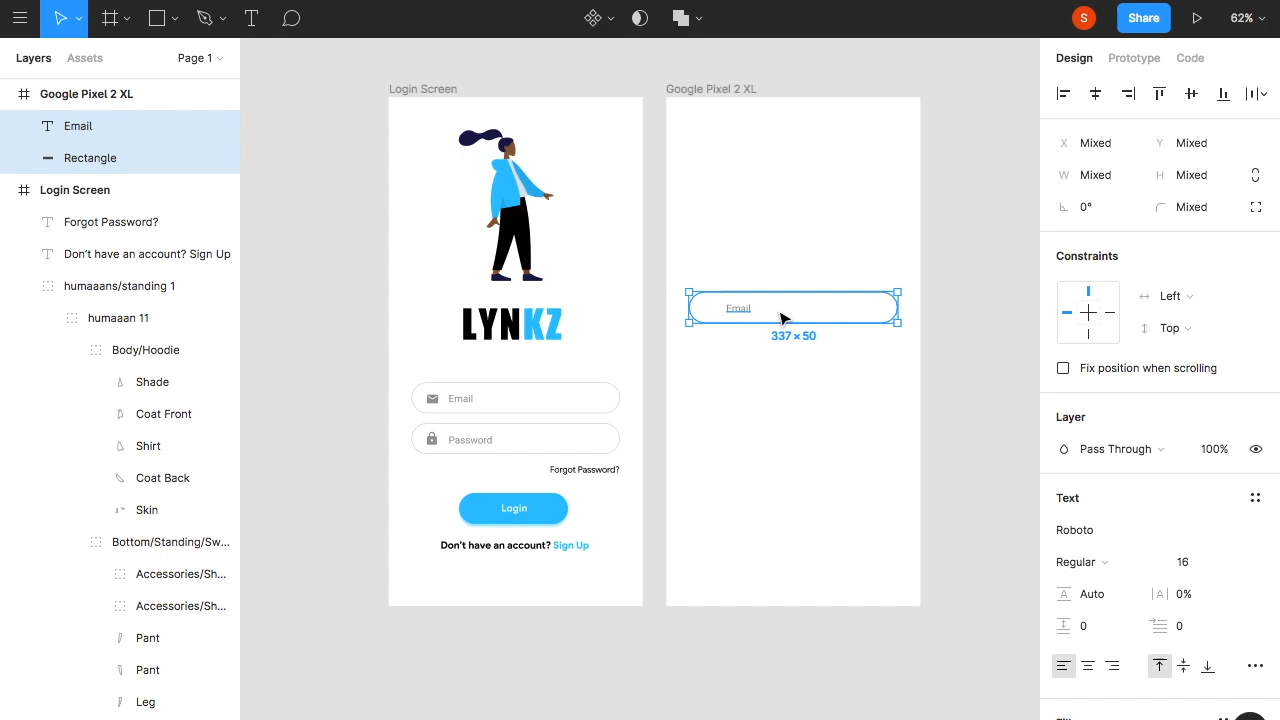 S
Share
62%
Layers
Assets
Page 1
Google Pixel 2 XL
Email
Rectangle
Login Screen
Forgot Password?
Don't have an account? Sign Up
humaaans/standing 1
humaaan 11
Body/Hoodie
Shade
Coat Front
Shirt
Coat Back
Skin
Bottom/Standing/Sw...
Accessories/Sh...
Accessories/Sh...
Pant
Pant
Leg
Login Screen
LYNKZ
Email
Password
Forgot Password?
Login
Don't have an account? Sign Up
Google Pixel 2 XL
Email
337 × 50
Design
Prototype
Code
X Mixed
Y Mixed
W Mixed
H Mixed
0°
Mixed
Constraints
Left
Top
Fix position when scrolling
Layer
Pass Through
100%
Text
Roboto
Regular
16
Auto
|A| 0%
0
0